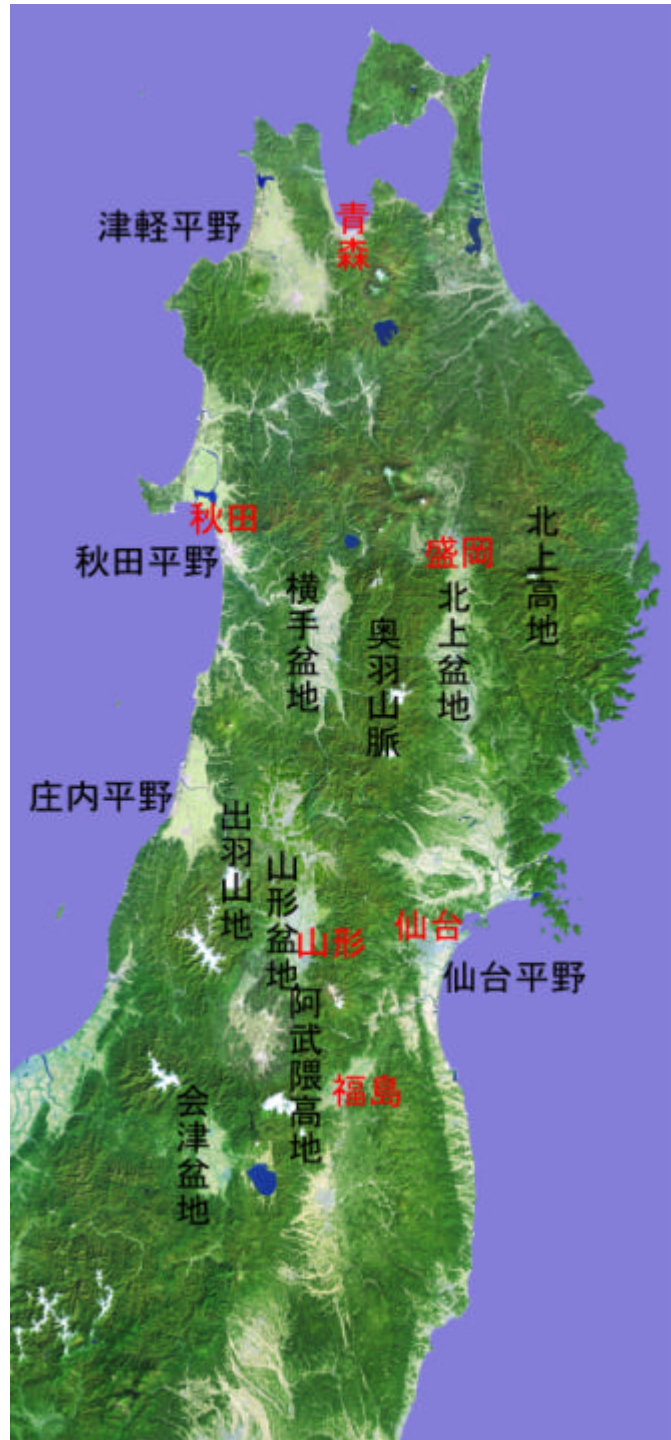 青森
津軽平野
秋田
秋田平野
盛岡
北上高地
横手盆地
北上盆地
奥羽山脈
庄内平野
出羽山地
山形盆地
山形
仙台
仙台平野
阿武隈高地
福島
会津盆地